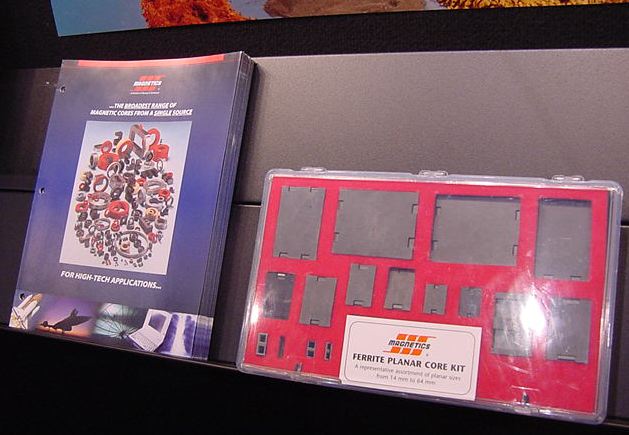 MAGNETICS
...THE BROADEST RANGE OF
MAGNETIC CORES FROM A SINGLE SOURCE
FOR HIGH-TECH APPLICATIONS...
MAGNETICS
FERRITE PLANAR CORE KIT
A representative assortment of planar sizes
from 14 mm to 64 mm